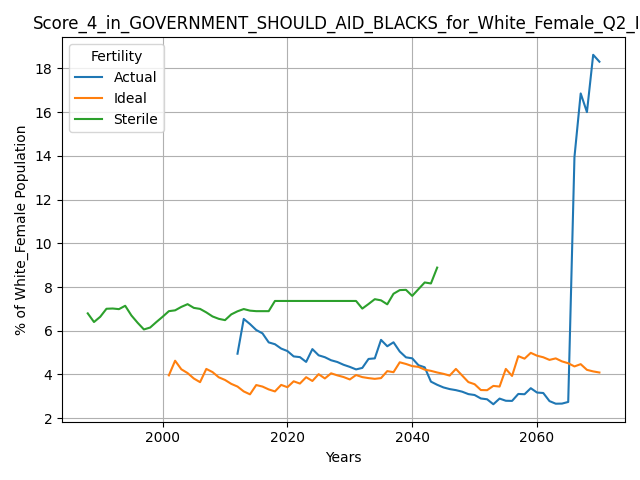 Score_4_in_GOVERNMENT_SHOULD_AID_BLACKS_for_White_Female_Q2_
% of White_Female Population
Fertility
Actual
Ideal
Sterile
18
16
14
12
10
8
6
4
2
2000
2020
2040
2060
Years